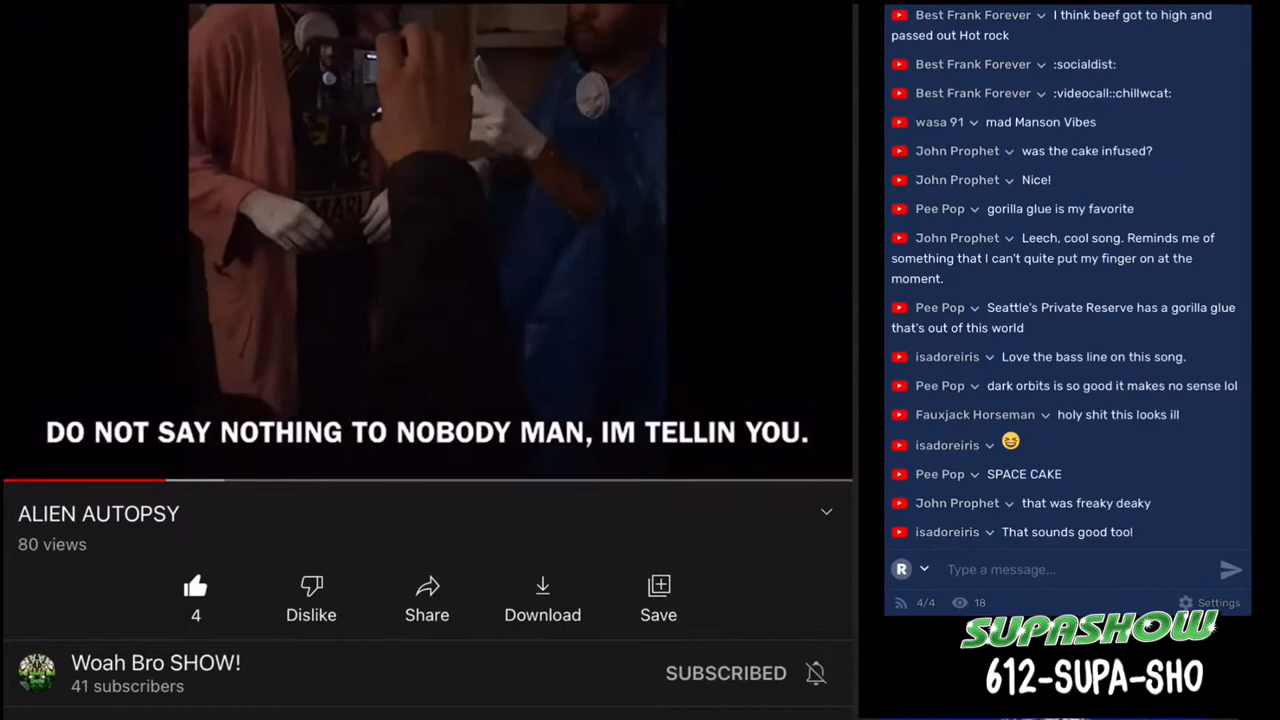 DO NOT SAY NOTHING TO NOBODY MAN, IM TELLIN YOU.
ALIEN AUTOPSY
80 views
4
Dislike
Share
Download
Save
Woah Bro SHOW!
41 subscribers
SUBSCRIBED
Best Frank Forever I think beef got to high and
passed out Hot rock
Best Frank Forever :socialdist:
Best Frank Forever :videocall::chillwcat:
wasa 91 mad Manson Vibes
John Prophet was the cake infused?
John Prophet Nice!
Pee Pop gorilla glue is my favorite
John Prophet Leech, cool song. Reminds me of
something that I can't quite put my finger on at the
moment.
Pee Pop Seattle's Private Reserve has a gorilla glue
that's out of this world
isadoreiris Love the bass line on this song.
Pee Pop dark orbits is so good it makes no sense lol
Fauxjack Horseman holy shit this looks ill
isadoreiris 😆
Pee Pop SPACE CAKE
John Prophet that was freaky deaky
isadoreiris That sounds good too!
R Type a message...
4/4 18 Settings
SUPASHOW
612-SUPA-SHO